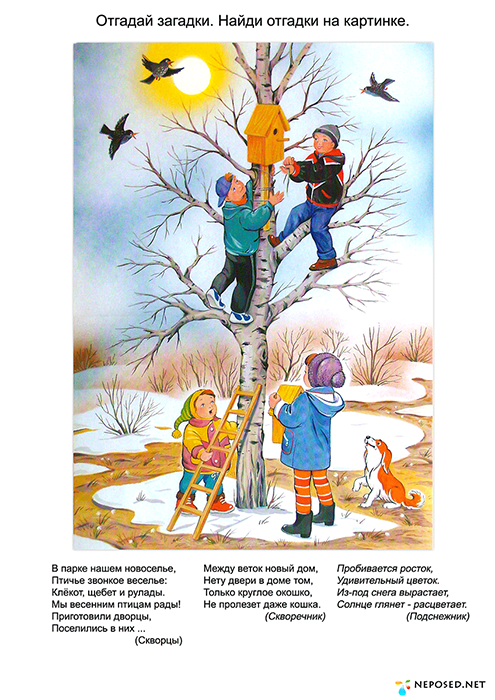 Отгадай загадки. Найди отгадки на картинке.
В парке нашем новоселье,
Птичье звонкое веселье:
Клёкот, щебет и рулады.
Мы весенним птицам рады!
Приготовили дворцы,
Поселились в них ...
(Скворцы)
Между веток новый дом,
Нету двери в доме том,
Только круглое окошко,
Не пролезет даже кошка.
(Скворечник)
Пробивается росток,
Удивительный цветок.
Из-под снега вырастает,
Солнце глянет - расцветает.
(Подснежник)
NEPOSED.NET